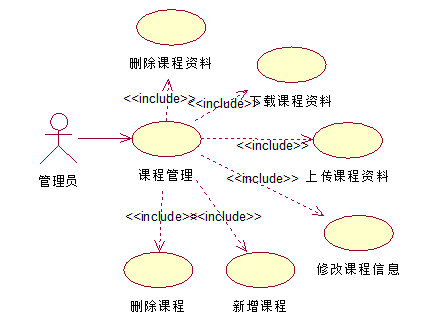 删除课程资料
<<include>>
<<include>>
下载课程资料
<<include>>
管理员
课程管理
<<include>>
上传课程资料
<<include>>
<<include>>
修改课程信息
删除课程
新增课程